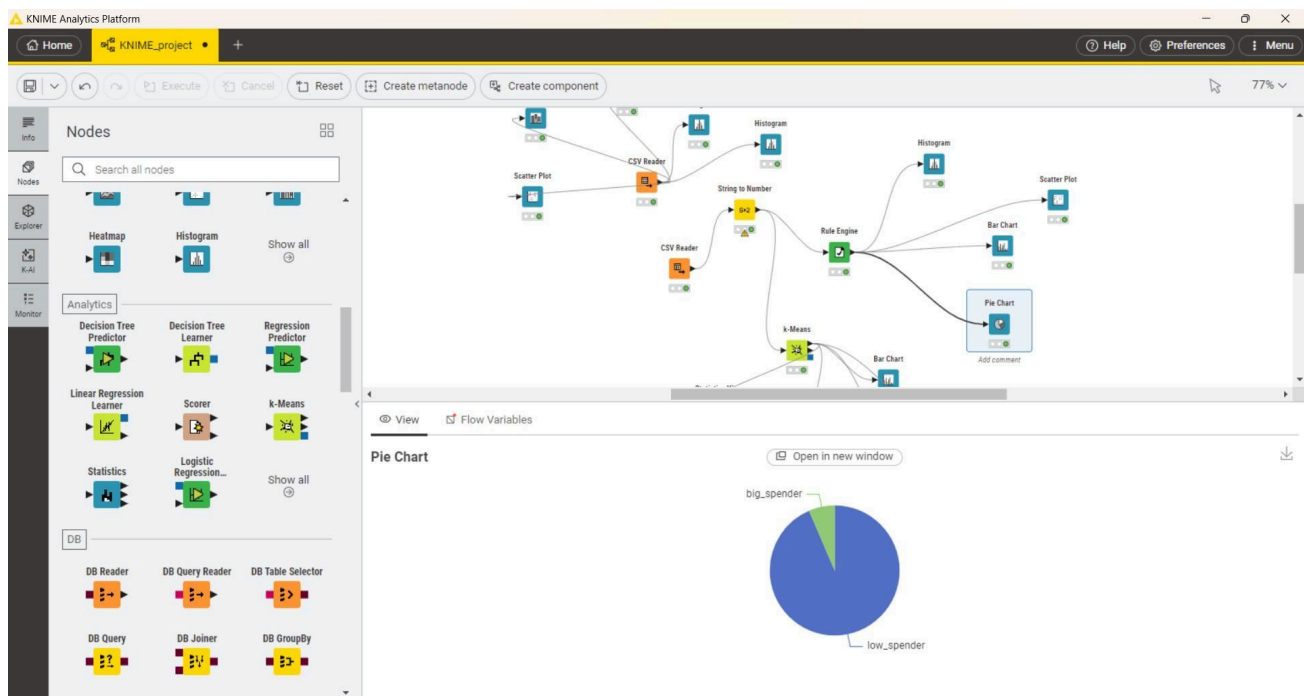 KNIME Analytics Platform
Home
KNIME_project
Help
Preferences
Menu
Execute
Cancel
Reset
Create metanode
Create component
77%
Info
Nodes
Explorer
K-AI
Monitor
Nodes
Search all nodes
Heatmap
Histogram
Show all
Analytics
Decision Tree
Predictor
Decision Tree
Learner
Regression
Predictor
Linear Regression
Learner
Scorer
k-Means
Statistics
Logistic
Regression...
Show all
DB
DB Reader
DB Query Reader
DB Table Selector
DB Query
DB Joiner
DB GroupBy
Histogram
CSV Reader
Scatter Plot
String to Number
S+2
CSV Reader
Rule Engine
Histogram
Scatter Plot
Bar Chart
Pie Chart
Add comment
k-Means
Bar Chart
View
Flow Variables
Pie Chart
Open in new window
big_spender
low_spender